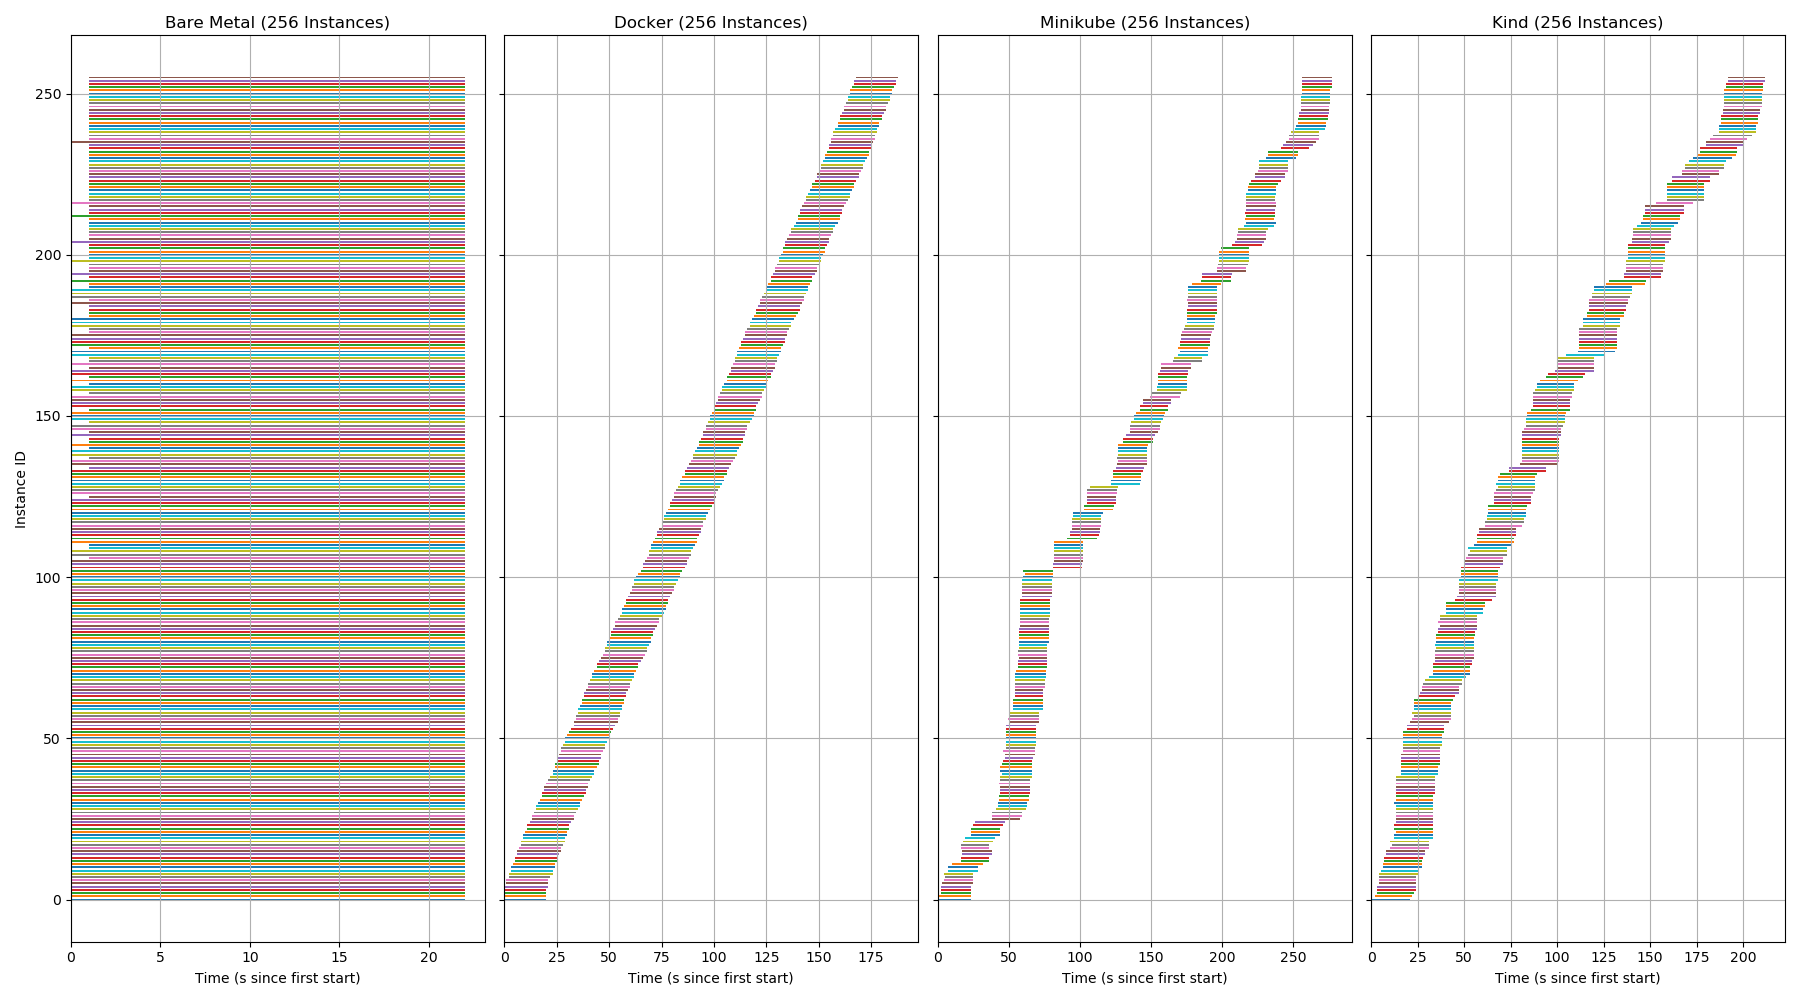 Bare Metal (256 Instances)
Docker (256 Instances)
Minikube (256 Instances)
Kind (256 Instances)
Instance ID
250
200
150
100
50
0
0 5 10 15 20
0 25 50 75 100 125 150 175
0 50 100 150 200 250
0 25 50 75 100 125 150 175 200
Time (s since first start)
Time (s since first start)
Time (s since first start)
Time (s since first start)